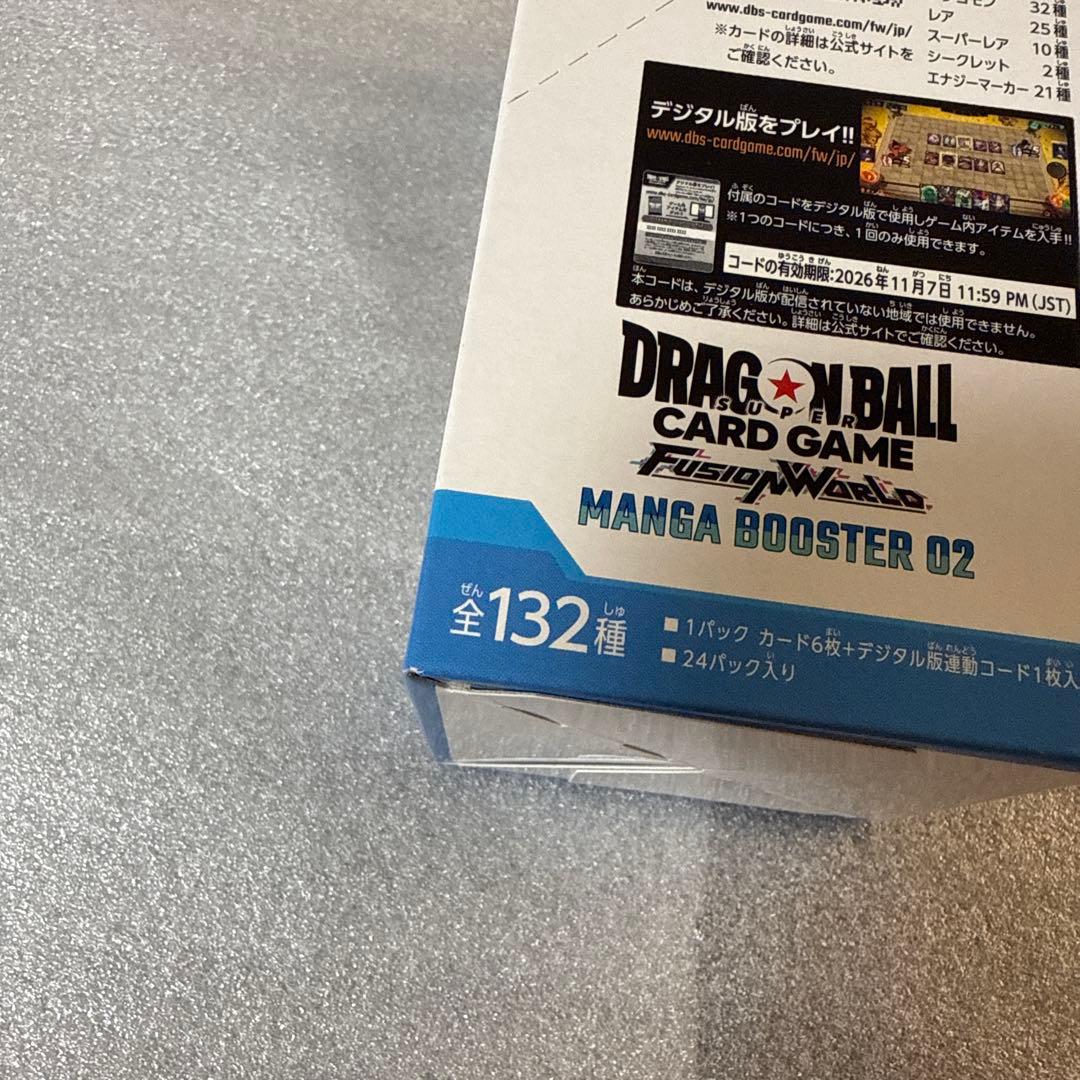 www.dbs-cardgame.com/fw/jp/
※カードの詳細は公式サイトを
ご確認ください。
32種
レア 25種
スーパーレア 10種
シークレット 2種
エナジーマーカー 21種
デジタル版をプレイ!!
www.dbs-cardgame.com/fw/jp/
付属のコードをデジタル版で使用しゲーム内アイテムを入手!!
※1つのコードにつき、1回のみ使用できます。
コードの有効期限:2026年11月7日 11:59 PM (JST)
本コードは、デジタル版が配信されていない地域では使用できません。
あらかじめご了承ください。詳細は公式サイトでご確認ください。
DRAGON BALL
SUPER
CARD GAME
FUSION WORLD
MANGA BOOSTER 02
全132種
■1パック カード6枚+デジタル版連動コード1枚入
■24パック入り